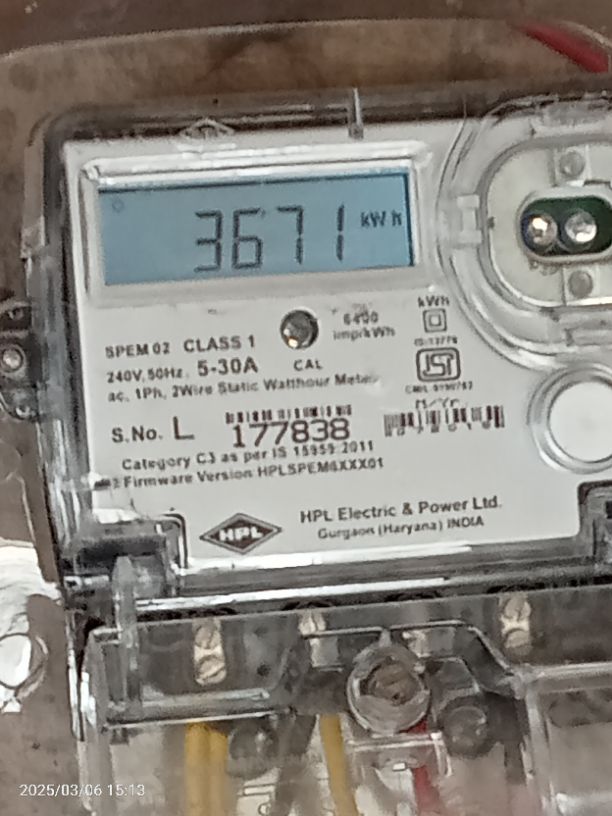 3671 kWh
kWh
6400
imp/kWh
SPEM 02 CLASS 1
240V, 50Hz, 5-30A CAL
ac, 1Ph, 2Wire Static Watthour Meter
S.No. L 177838
Category C3 as per IS 15959:2011
Firmware Version HPLSPEM6XXX01
HPL
HPL Electric & Power Ltd.
Gurgaon (Haryana) INDIA
2025/03/06 15:13